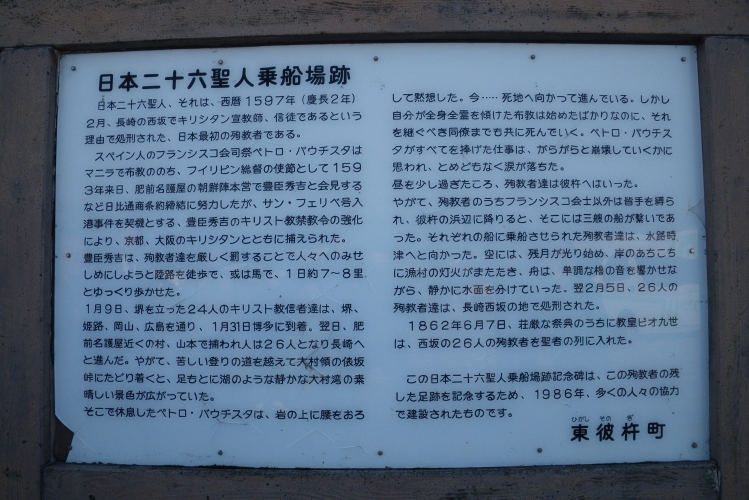 日本二十六聖人乗船場跡
日本二十六聖人、それは、西暦1597年（慶長2年）
2月、長崎の西坂でキリシタン宣教師、信徒であるという
理由で処刑された、日本最初の殉教者である。
スペイン人のフランシスコ会司祭ペトロ・バウチスタは
マニラで布教ののち、フイリピン総督の使節として159
3年来日、肥前名護屋の朝鮮陣本営で豊臣秀吉と会見する
など日比通商条約締結に努力したが、サン・フェリペ号入
港事件を契機とする、豊臣秀吉のキリスト教禁教令の強化
により、京都、大阪のキリシタンとともに捕えられた。
豊臣秀吉は、殉教者達を厳しく罰することで人々へのみせ
しめにしようと陸路を徒歩で、或は馬で、1日約7〜8里
とゆっくり歩かせた。
1月9日、堺を立った24人のキリスト教信者達は、堺、
姫路、岡山、広島を通り、1月31日博多に到着。翌日、肥
前名護屋近くの村、山本で捕われ人は26人となり長崎へ
と進んだ。やがて、苦しい登りの道を越えて大村領の俵坂
峠にたどり着くと、足もとに湖のような静かな大村湾の素
晴しい景色が広がっていた。
そこで休息したペトロ・バウチスタは、岩の上に腰をおろ
して黙想した。今……死地へ向かって進んでいる。しかし
自分が全身全霊を傾けた布教は始めたばかりなのに、それ
を継ぐべき同僚までも共に死んでいく。ペトロ・バウチス
タがすべてを捧げた仕事は、がらがらと崩壊していくかに
思われ、とめどもなく涙が落ちた。
昼を少し過ぎたころ、殉教者達は彼杵へはいった。
やがて、殉教者のうちフランシスコ会士以外は皆手を縛ら
れ、彼杵の浜辺に降りると、そこには三艘の船が繋いであ
った。それぞれの船に乗船させられた殉教者達は、水路時
津へと向かった。空には、残月が光り始め、岸のあちこち
に漁村の灯火がまたたき、舟は、単調な櫓の音を響かせな
がら、静かに水面を分けていった。翌2月5日、26人の
殉教者達は、長崎西坂の地で処刑された。
1862年6月7日、荘厳な祭典のうちに教皇ピオ九世
は、西坂の26人の殉教者を聖者の列に入れた。
この日本二十六聖人乗船場跡記念碑は、この殉教者の残
した足跡を記念するため、1986年、多くの人々の協力
で建設されたものです。
ひがし その ぎ
東彼杵町